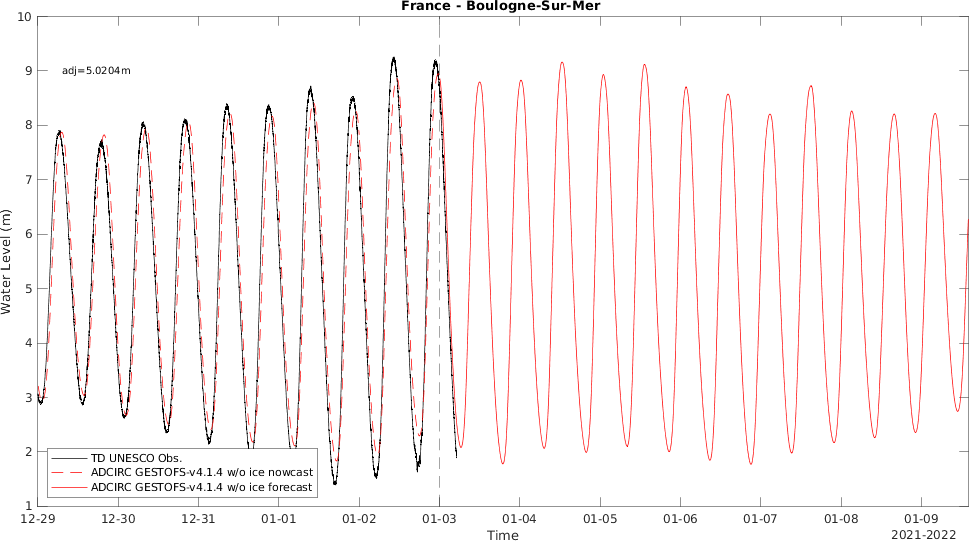 France - Boulogne-Sur-Mer
adj=5.0204m
10
9
8
7
6
5
4
3
2
1
Water Level (m)
TD UNESCO Obs.
ADCIRC GESTOFS-v4.1.4 w/o ice nowcast
ADCIRC GESTOFS-v4.1.4 w/o ice forecast
12-29 12-30 12-31 01-01 01-02 01-03 01-04 01-05 01-06 01-07 01-08 01-09
Time
2021-2022